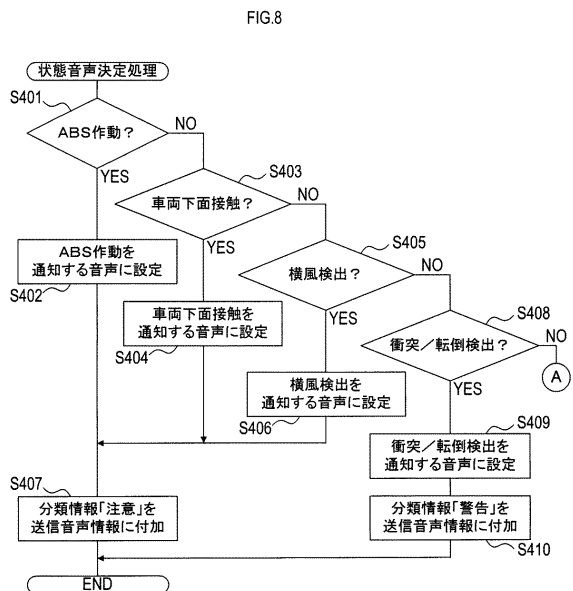 FIG.8
状態音声決定処理
S401
ABS作動？
NO
YES
S403
車両下面接触？
NO
YES
ABS作動を
通知する音声に設定
S402
S405
横風検出？
NO
YES
車両下面接触を
通知する音声に設定
S404
S408
衝突／転倒検出？
NO
YES
A
横風検出を
通知する音声に設定
S406
S409
衝突／転倒検出を
通知する音声に設定
S407
分類情報「注意」を
送信音声情報に付加
分類情報「警告」を
送信音声情報に付加
S410
END